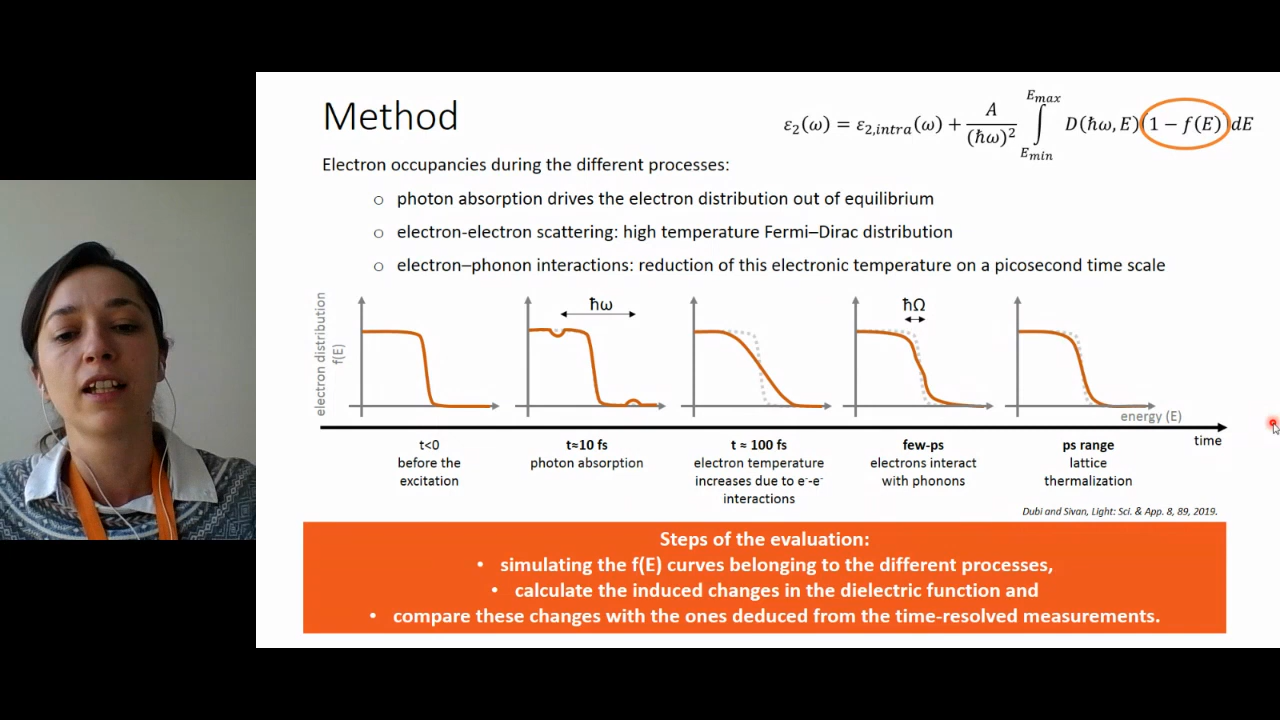 Method
ε₂(ω) = ε₂,intra(ω) + A/(ħω)² ∫ Emin Emax D(ħω, E)(1 − f(E))dE
Electron occupancies during the different processes:
○ photon absorption drives the electron distribution out of equilibrium
○ electron-electron scattering: high temperature Fermi–Dirac distribution
○ electron–phonon interactions: reduction of this electronic temperature on a picosecond time scale
electron distribution
f(E)
ħω
ħΩ
energy (E)
time
t<0
before the
excitation
t≈10 fs
photon absorption
t ≈ 100 fs
electron temperature
increases due to e⁻-e⁻
interactions
few-ps
electrons interact
with phonons
ps range
lattice
thermalization
Dubi and Sivan, Light: Sci. & App. 8, 89, 2019.
Steps of the evaluation:
• simulating the f(E) curves belonging to the different processes,
• calculate the induced changes in the dielectric function and
• compare these changes with the ones deduced from the time-resolved measurements.